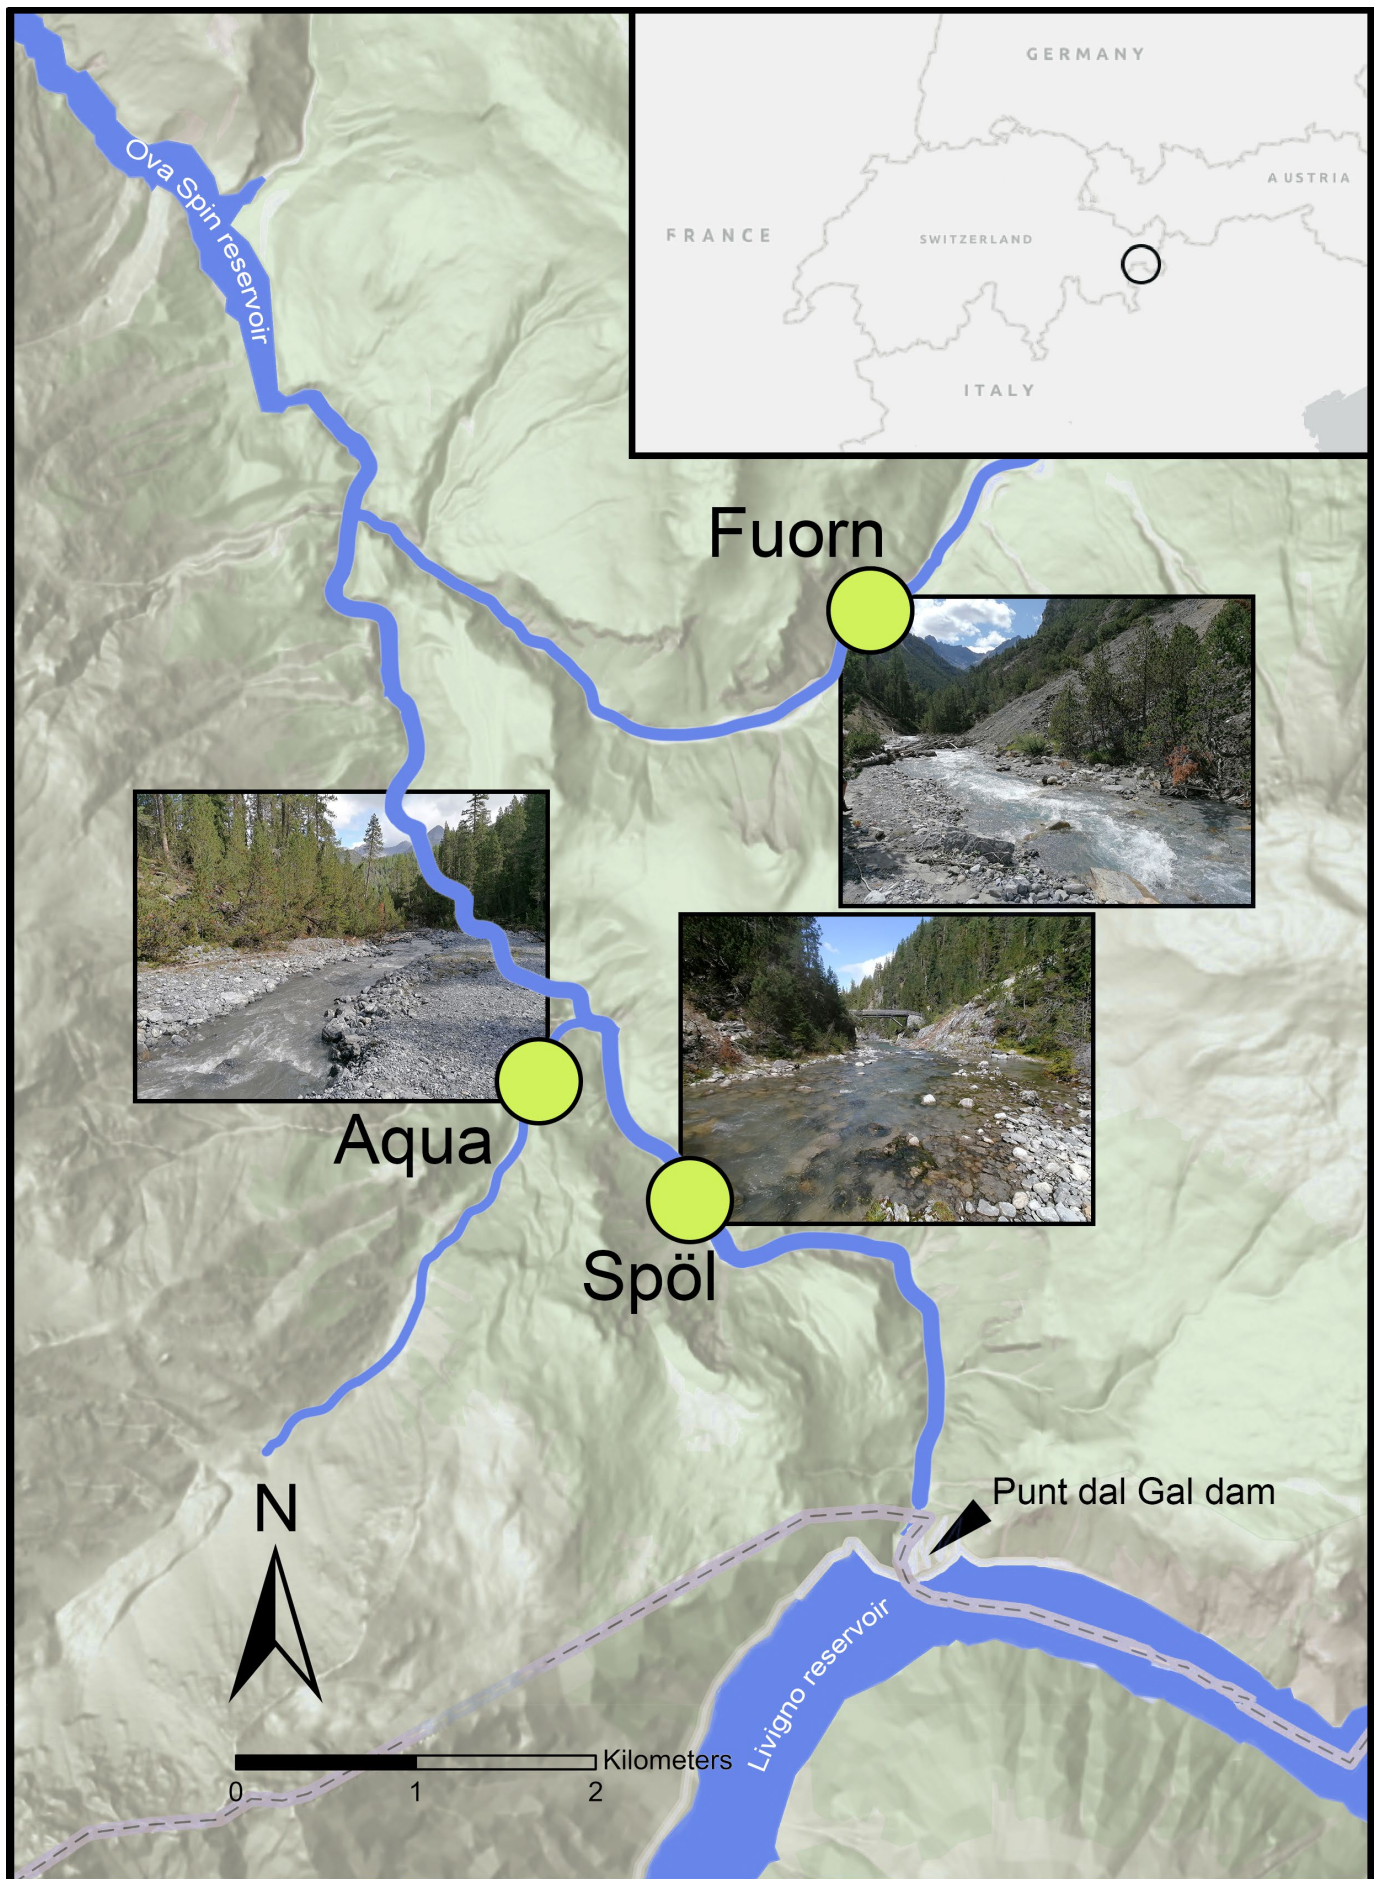 GERMANY
AUSTRIA
FRANCE
SWITZERLAND
ITALY
Ova Spin reservoir
Fuorn
Aqua
Spöl
Punt dal Gal dam
N
Livigno reservoir
Kilometers
0 1 2